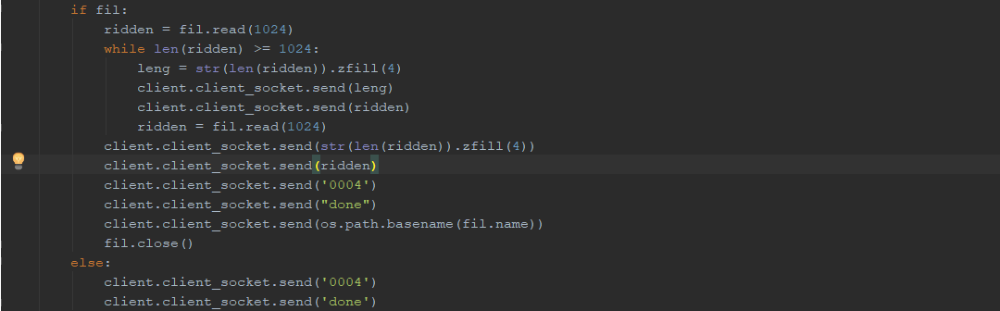 if fil:
ridden = fil.read(1024)
while len(ridden) >= 1024:
leng = str(len(ridden)).zfill(4)
client.client_socket.send(leng)
client.client_socket.send(ridden)
ridden = fil.read(1024)
client.client_socket.send(str(len(ridden)).zfill(4))
client.client_socket.send(ridden)
client.client_socket.send('0004')
client.client_socket.send("done")
client.client_socket.send(os.path.basename(fil.name))
fil.close()
else:
client.client_socket.send('0004')
client.client_socket.send('done')